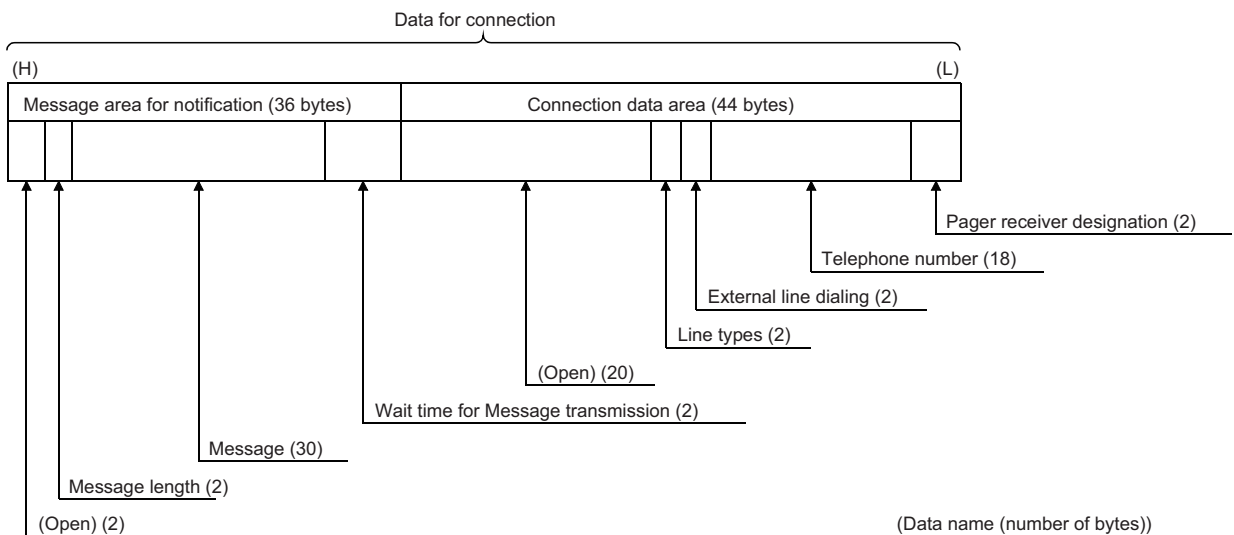 Data for connection
(H)
(L)
Message area for notification (36 bytes)
Connection data area (44 bytes)
Pager receiver designation (2)
Telephone number (18)
External line dialing (2)
Line types (2)
(Open) (20)
Wait time for Message transmission (2)
Message (30)
Message length (2)
(Open) (2)
(Data name (number of bytes))